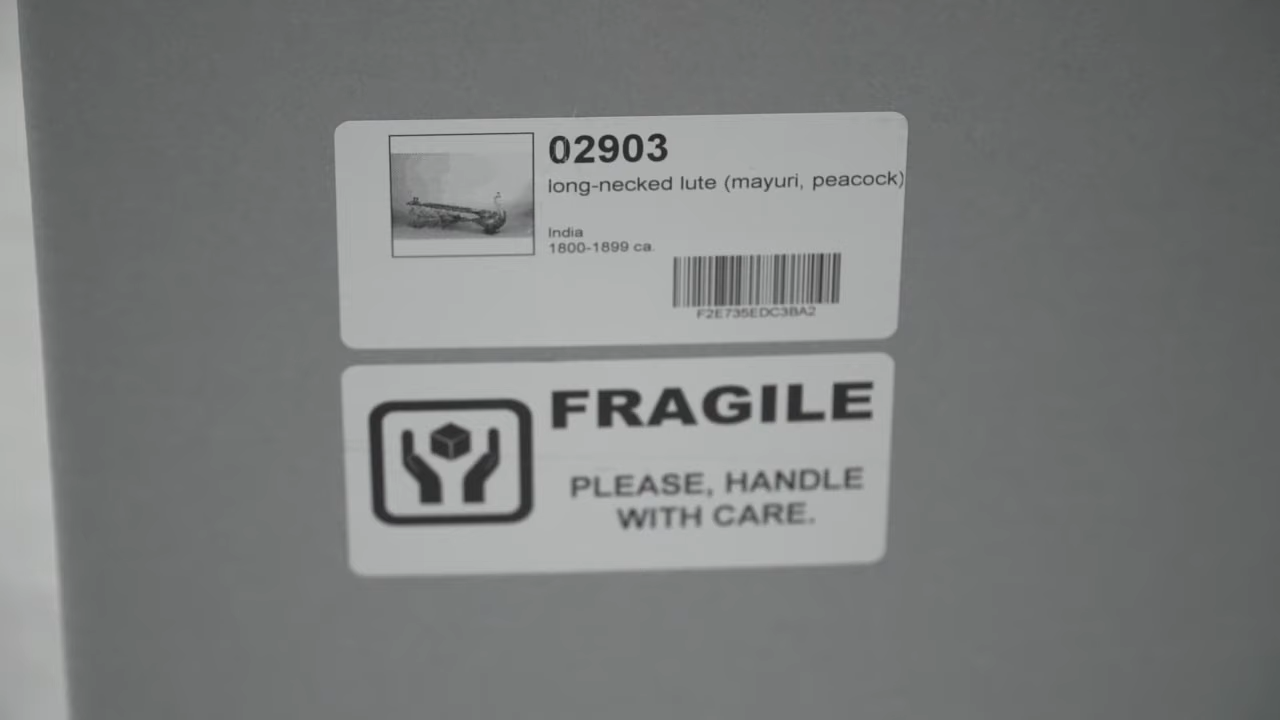 02903
long-necked lute (mayuri, peacock)
India
1800-1899 ca.
F2E735EDC3BA2
FRAGILE
PLEASE, HANDLE
WITH CARE.